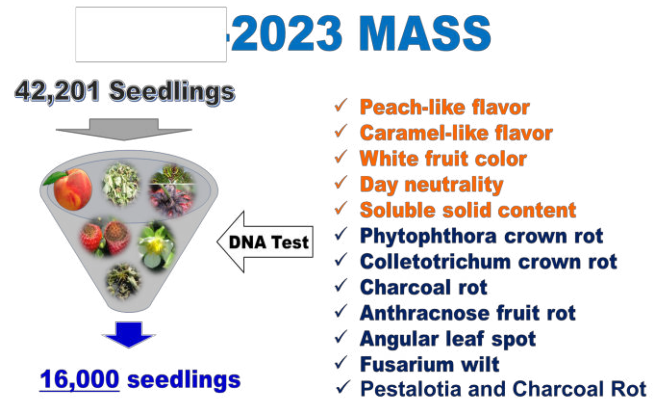 -2023 MASS
42,201 Seedlings
DNA Test
16,000 seedlings
✓ Peach-like flavor
✓ Caramel-like flavor
✓ White fruit color
✓ Day neutrality
✓ Soluble solid content
✓ Phytophthora crown rot
✓ Colletotrichum crown rot
✓ Charcoal rot
✓ Anthracnose fruit rot
✓ Angular leaf spot
✓ Fusarium wilt
✓ Pestalotia and Charcoal Rot